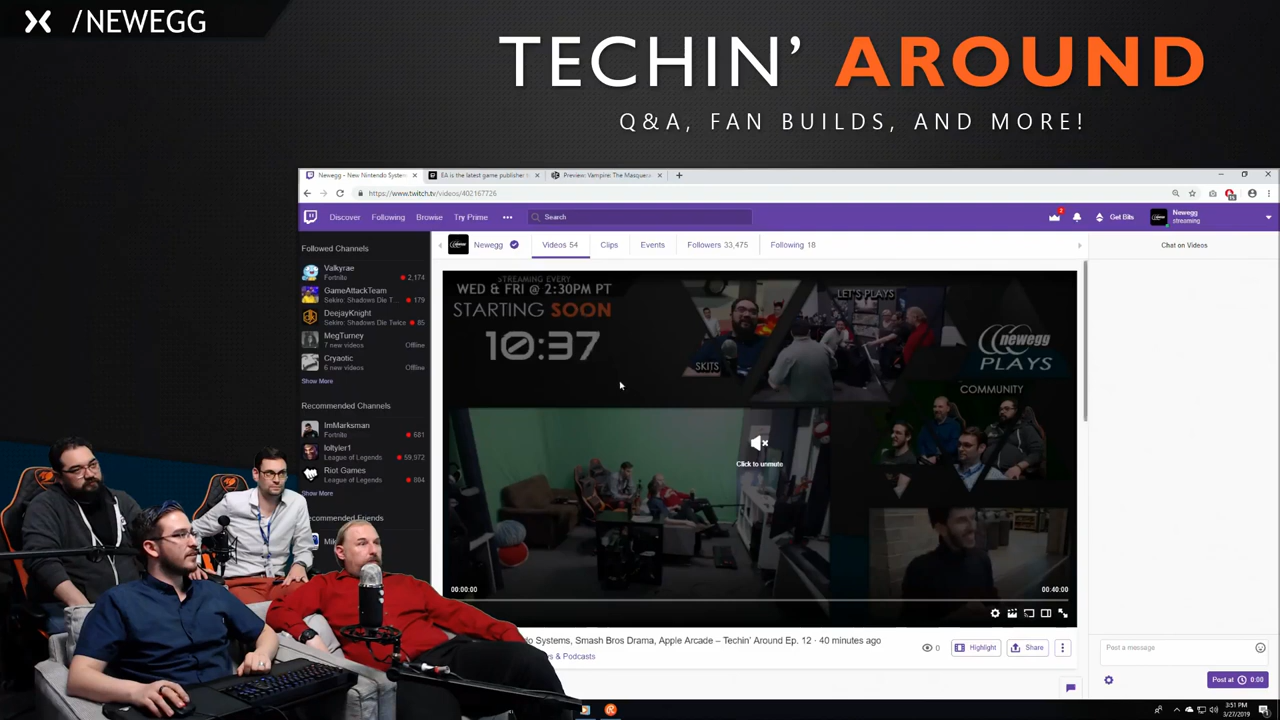 /NEWEGG
TECHIN' AROUND
Q&A, FAN BUILDS, AND MORE!
Newegg - New Nintendo System
EA is the latest game publisher t
Preview: Vampire: The Masquera
https://www.twitch.tv/videos/402167726
Discover
Following
Browse
Try Prime
Search
2
Get Bits
Newegg
streaming
Followed Channels
Valkyrae
Fortnite
2,174
GameAttackTeam
Sekiro: Shadows Die T...
179
DeejayKnight
Sekiro: Shadows Die Twice
85
MegTurney
7 new videos
Offline
Cryaotic
6 new videos
Offline
Show More
Recommended Channels
ImMarksman
Fortnite
681
loltyler1
League of Legends
59,972
Riot Games
League of Legends
804
Show More
ecommended Friends
Newegg
Videos 54
Clips
Events
Followers 33,475
Following 18
Chat on Videos
STREAMING EVERY
WED & FRI @ 2:30PM PT
STARTING SOON
10:37
LET'S PLAYS
SKITS
newegg
PLAYS
COMMUNITY
Click to unmute
00:00:00
00:40:00
do Systems, Smash Bros Drama, Apple Arcade – Techin' Around Ep. 12 · 40 minutes ago
s & Podcasts
0
Highlight
Share
Post a message
Post at 0:00
3:51 PM
3/27/2019